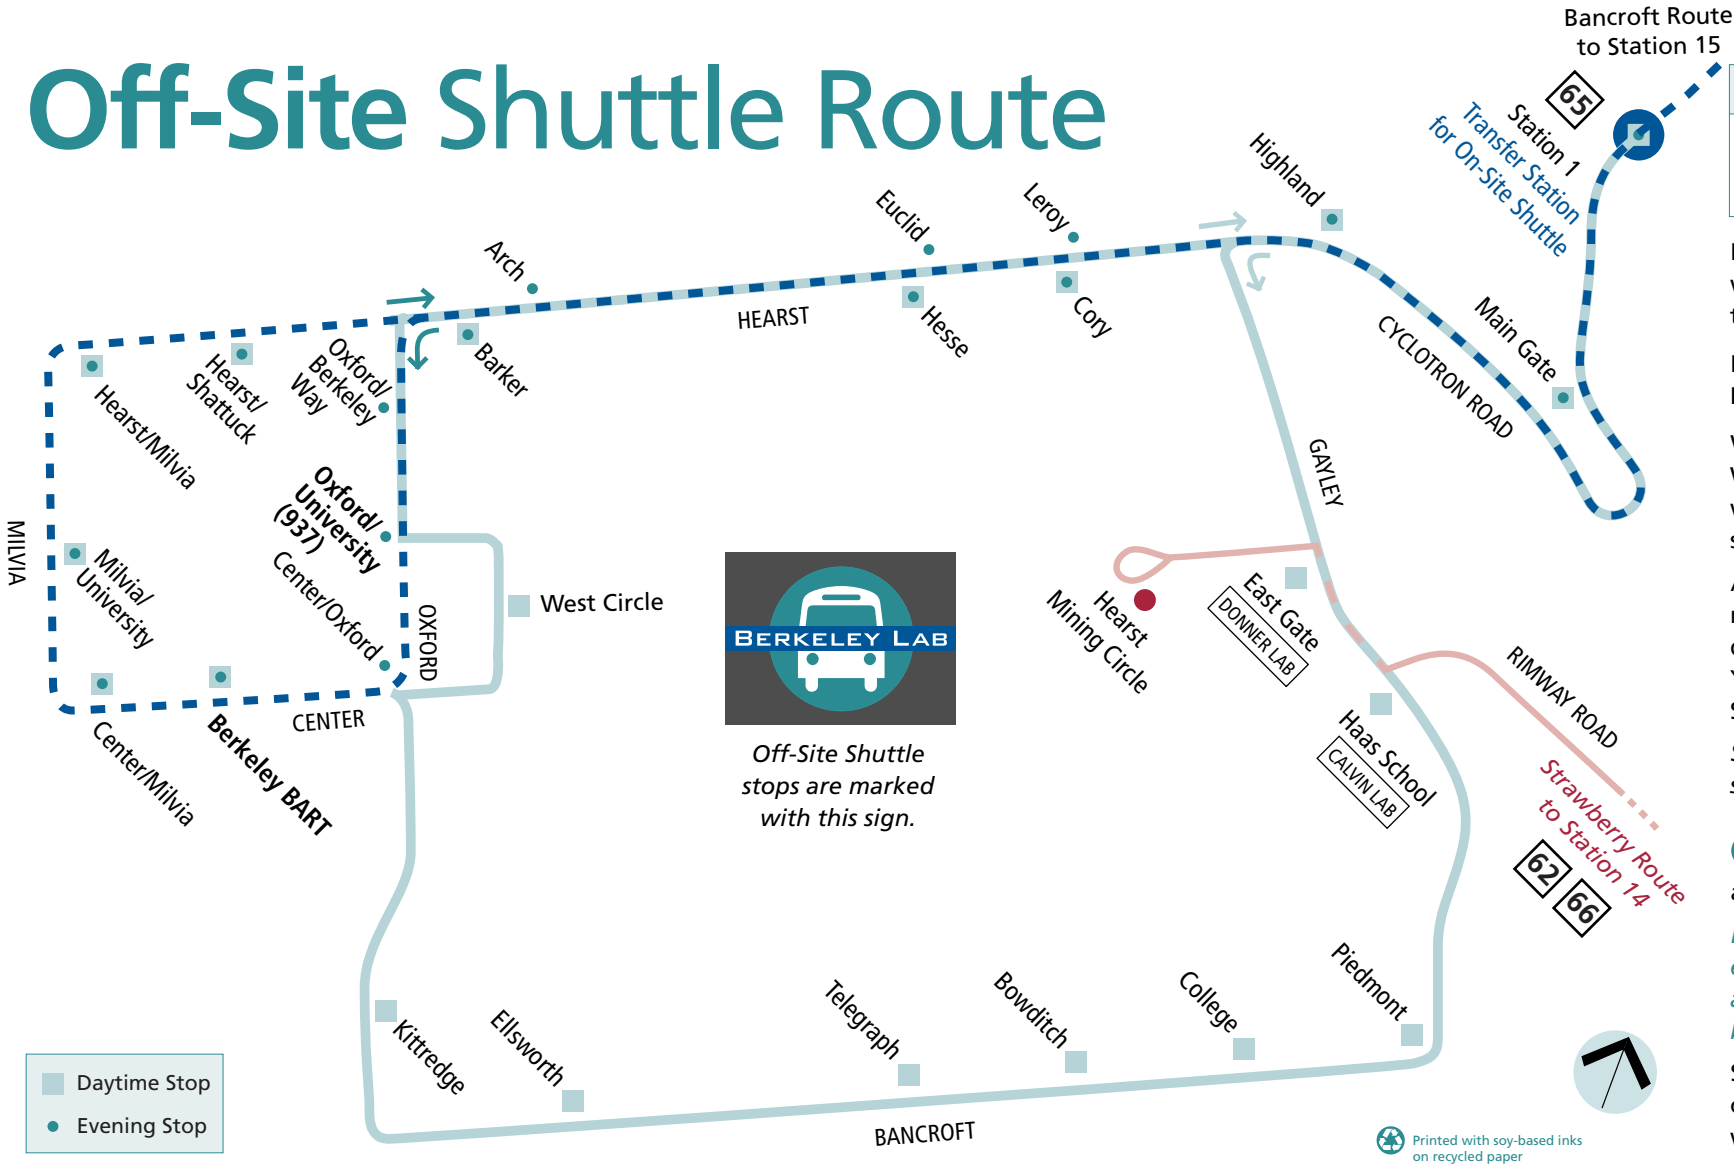 Off-Site Shuttle Route
Bancroft Route
to Station 15
65
Station 1
Transfer Station
for On-Site Shuttle
Highland
Leroy
Euclid
Arch
HEARST
Hesse
Cory
Barker
Main Gate
CYCLOTRON ROAD
GAYLEY
Oxford/
Berkeley
Way
Hearst/
Shattuck
Hearst/Milvia
MILVIA
Milvia/
University
Oxford/
University
(937)
Center/Oxford
OXFORD
West Circle
CENTER
Center/Milvia
Berkeley BART
BERKELEY LAB
Off-Site Shuttle
stops are marked
with this sign.
Hearst
Mining Circle
East Gate
DONNER LAB
Haas School
CALVIN LAB
RIMWAY ROAD
Strawberry Route
to Station 14
62
66
Kittredge
Ellsworth
Telegraph
Bowditch
College
Piedmont
BANCROFT
Daytime Stop
Evening Stop
Printed with soy-based inks
on recycled paper